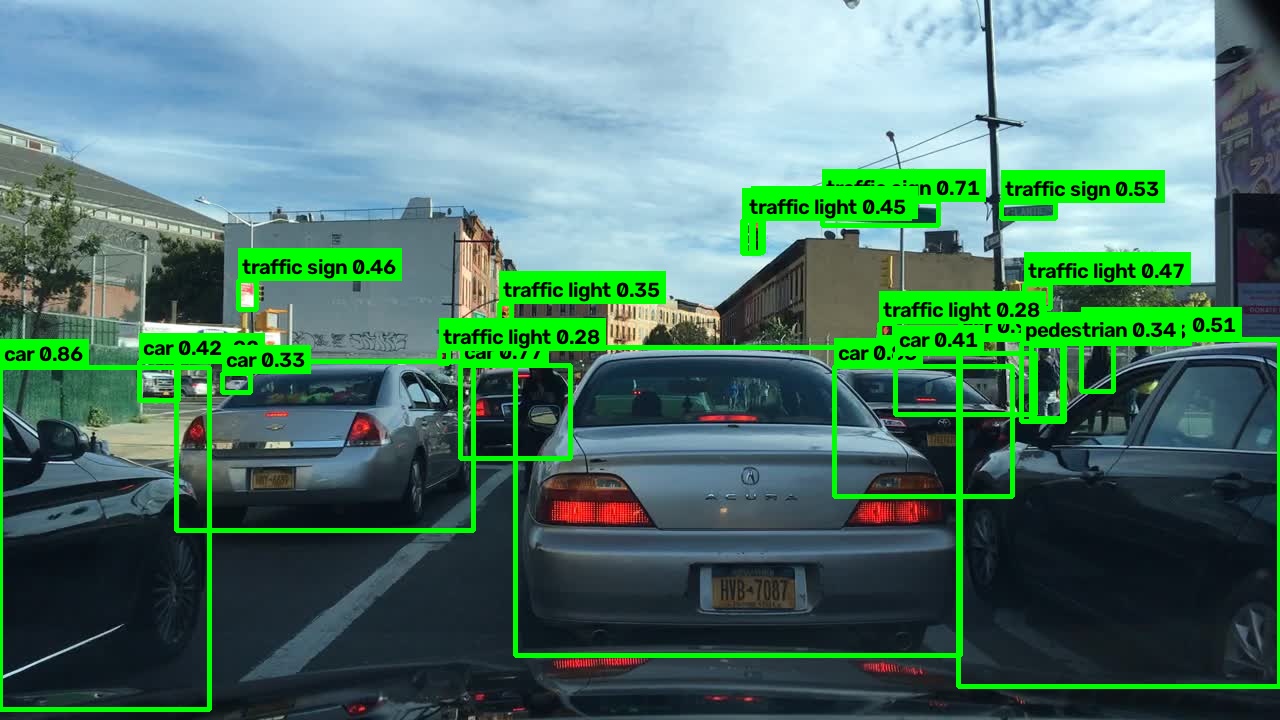 traffic sign 0.71
traffic sign 0.53
traffic light 0.45
traffic sign 0.46
traffic light 0.47
traffic light 0.35
traffic light 0.28
traffic light 0.28
pedestrian 0.34
0.51
car 0.86
car 0.42
car 0.33
car 0.77
car 0.41
ACURA
HVB 7087
DONATE